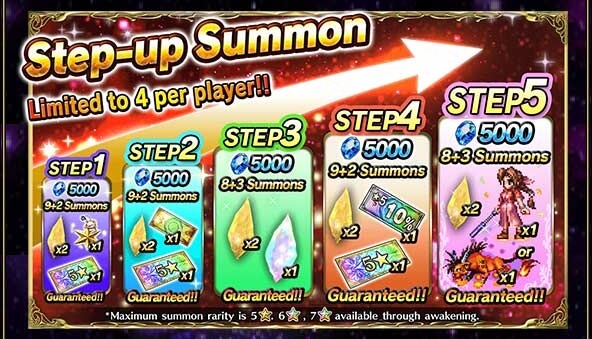 Step-up Summon
Limited to 4 per player!!
STEP1
5000
9+2 Summons
x2
x1
5★
x1
Guaranteed!!
STEP2
5000
9+2 Summons
x2
x1
5★
x1
Guaranteed!!
STEP3
5000
8+3 Summons
x2
x1
Guaranteed!!
STEP4
5000
9+2 Summons
x2
★5 10%
x1
5★
x1
Guaranteed!!
STEP5
5000
8+3 Summons
x2
x1
or
x1
Guaranteed!!
*Maximum summon rarity is 5★. 6★, 7★ available through awakening.